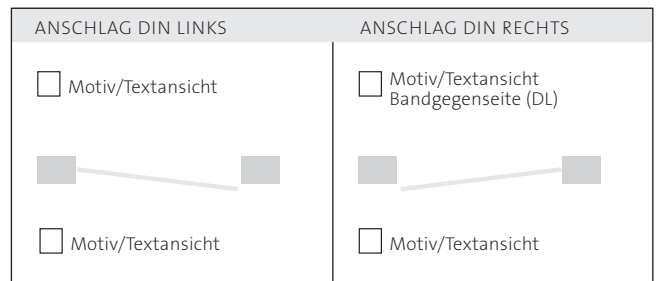 ANSCHLAG DIN LINKS
ANSCHLAG DIN RECHTS
Motiv/Textansicht
Motiv/Textansicht
Bandgegenseite (DL)
Motiv/Textansicht
Motiv/Textansicht